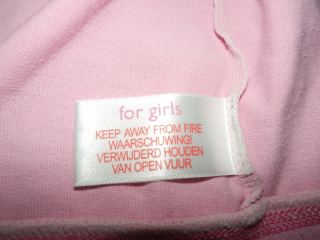 for girls
KEEP AWAY FROM FIRE
WAARSCHUWING!
VERWIJDERD HOUDEN
VAN OPEN VUUR